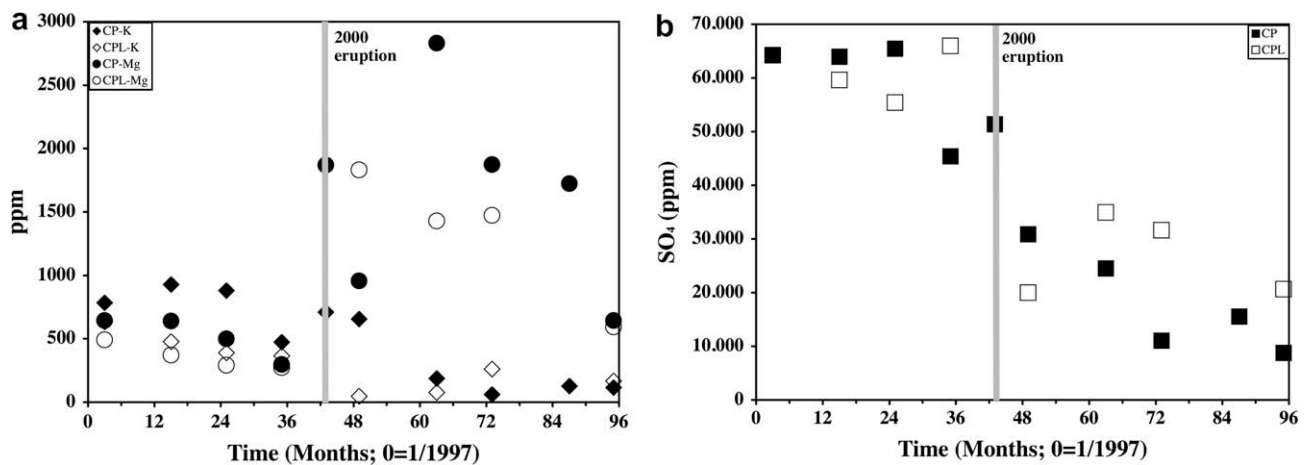 a
3000
2500
2000
1500
1000
500
0
ppm
CP-K
CPL-K
CP-Mg
CPL-Mg
2000
eruption
0 12 24 36 48 60 72 84 96
Time (Months; 0=1/1997)
b
70.000
60.000
50.000
40.000
30.000
20.000
10.000
0
SO₄ (ppm)
CP
CPL
2000
eruption
0 12 24 36 48 60 72 84 96
Time (Months; 0=1/1997)